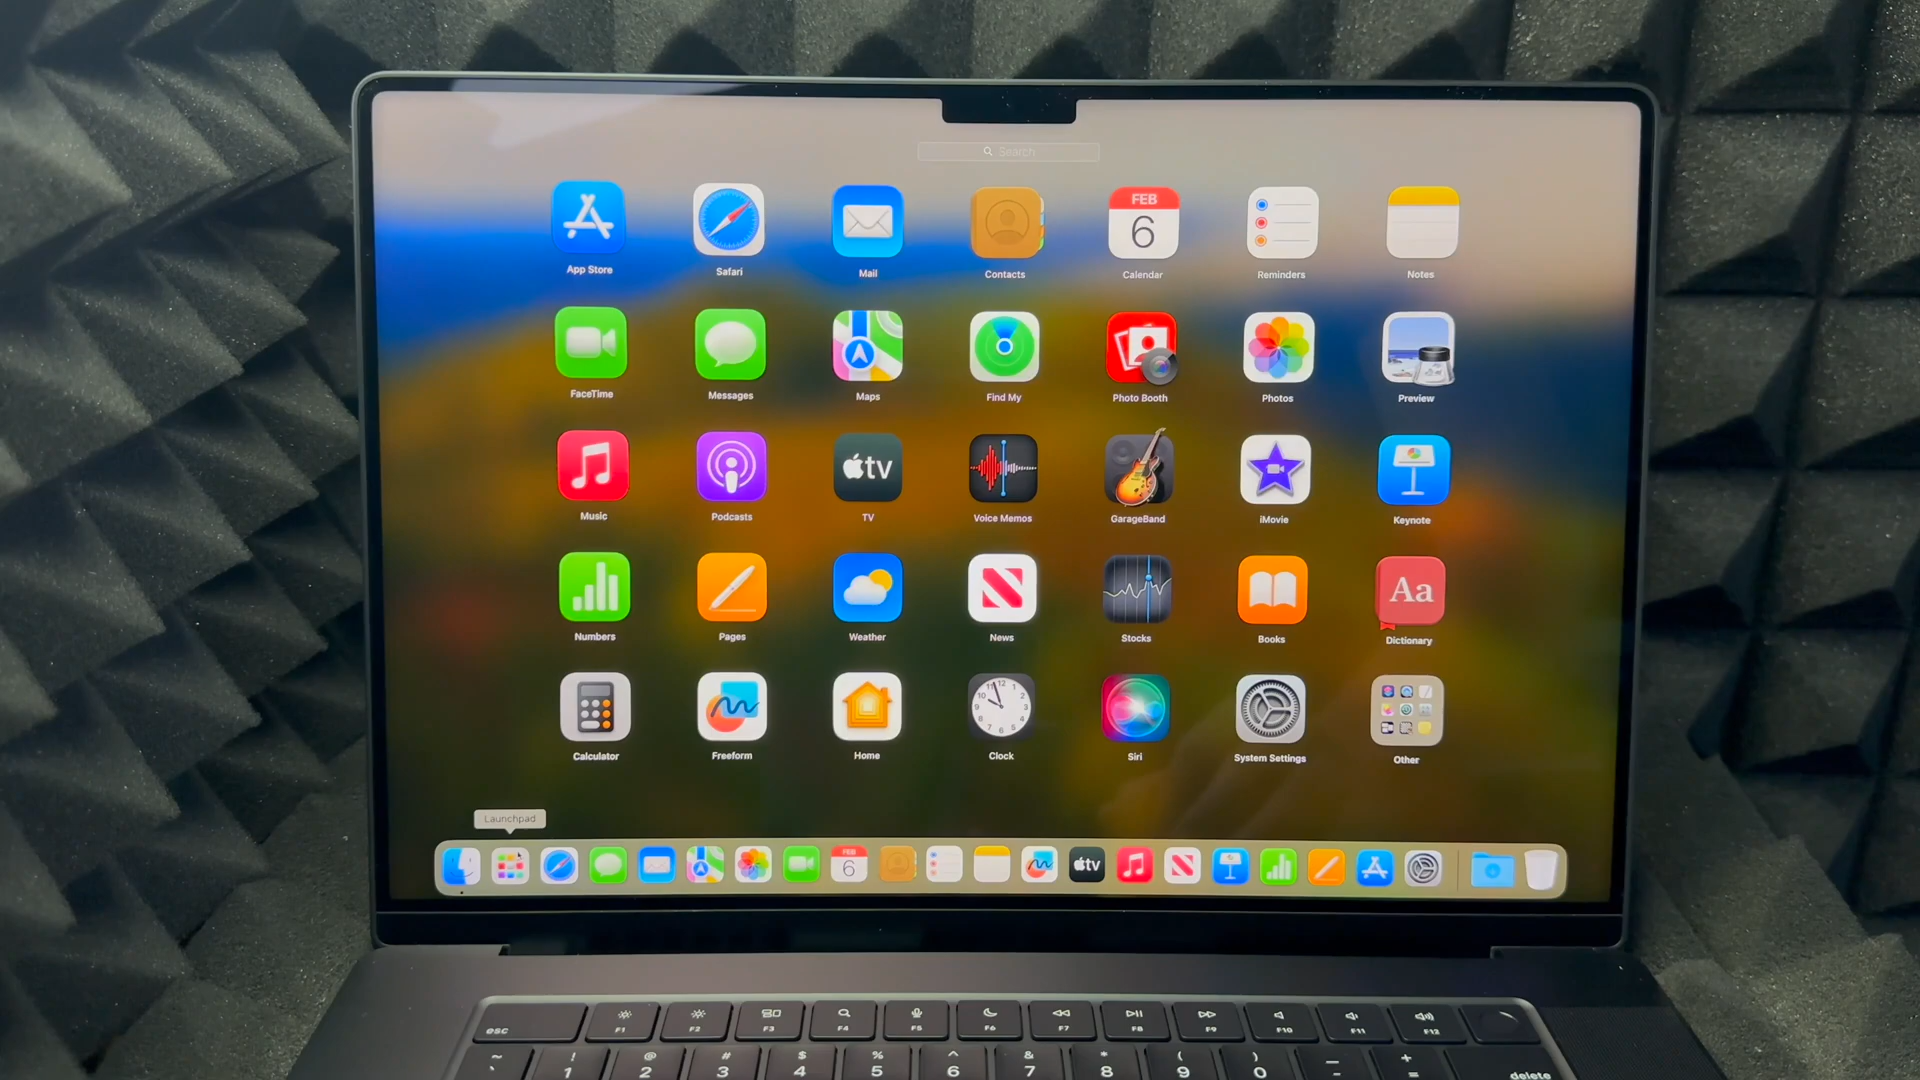 Search
FEB
6
App Store
Safari
Mail
Contacts
Calendar
Reminders
Notes
FaceTime
Messages
Maps
Find My
Photo Booth
Photos
Preview
tv
Music
Podcasts
TV
Voice Memos
GarageBand
iMovie
Keynote
Aa
Numbers
Pages
Weather
News
Stocks
Books
Dictionary
Calculator
Freeform
Home
Clock
Siri
System Settings
Other
Launchpad
FEB
6
tv
esc
F1
F2
F3
F4
F5
F6
F7
F8
F9
F10
F11
F12
~ ! @ # $ % ^ & * ( ) _ +
` 1 2 3 4 5 6 7 8 9 0 - =
delete